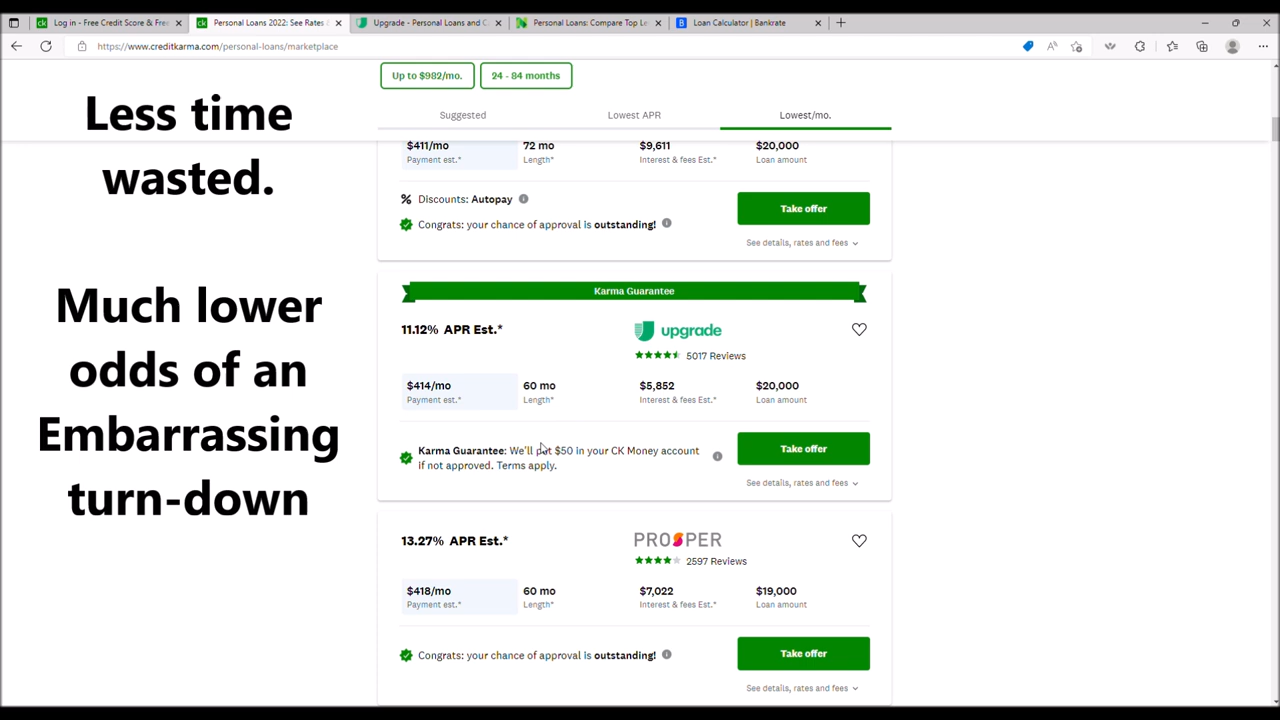 Log in - Free Credit Score & Free
Personal Loans 2022: See Rates &
Upgrade - Personal Loans and C
Personal Loans: Compare Top Le
Loan Calculator | Bankrate
https://www.creditkarma.com/personal-loans/marketplace
Up to $982/mo.
24 - 84 months
Suggested
Lowest APR
Lowest/mo.
$411/mo
72 mo
$9,611
$20,000
Payment est.*
Length*
Interest & fees Est.*
Loan amount
Discounts: Autopay
Congrats: your chance of approval is outstanding!
Take offer
See details, rates and fees
Karma Guarantee
11.12% APR Est.*
upgrade
5017 Reviews
$414/mo
60 mo
$5,852
$20,000
Payment est.*
Length*
Interest & fees Est.*
Loan amount
Karma Guarantee: We'll put $50 in your CK Money account
if not approved. Terms apply.
Take offer
See details, rates and fees
13.27% APR Est.*
PROSPER
2597 Reviews
$418/mo
60 mo
$7,022
$19,000
Payment est.*
Length*
Interest & fees Est.*
Loan amount
Congrats: your chance of approval is outstanding!
Take offer
See details, rates and fees
Less time
wasted.
Much lower
odds of an
Embarrassing
turn-down